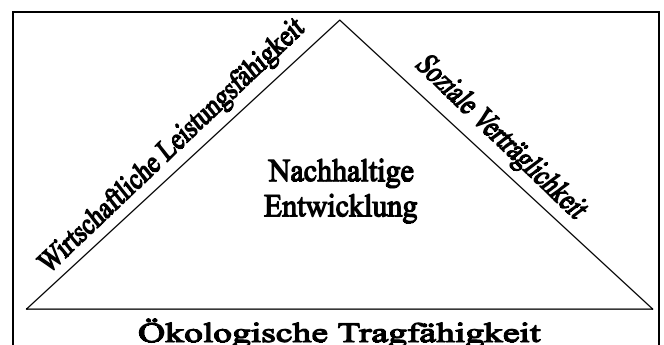 Wirtschaftliche Leistungsfähigkeit
Soziale Verträglichkeit
Nachhaltige
Entwicklung
Ökologische Tragfähigkeit